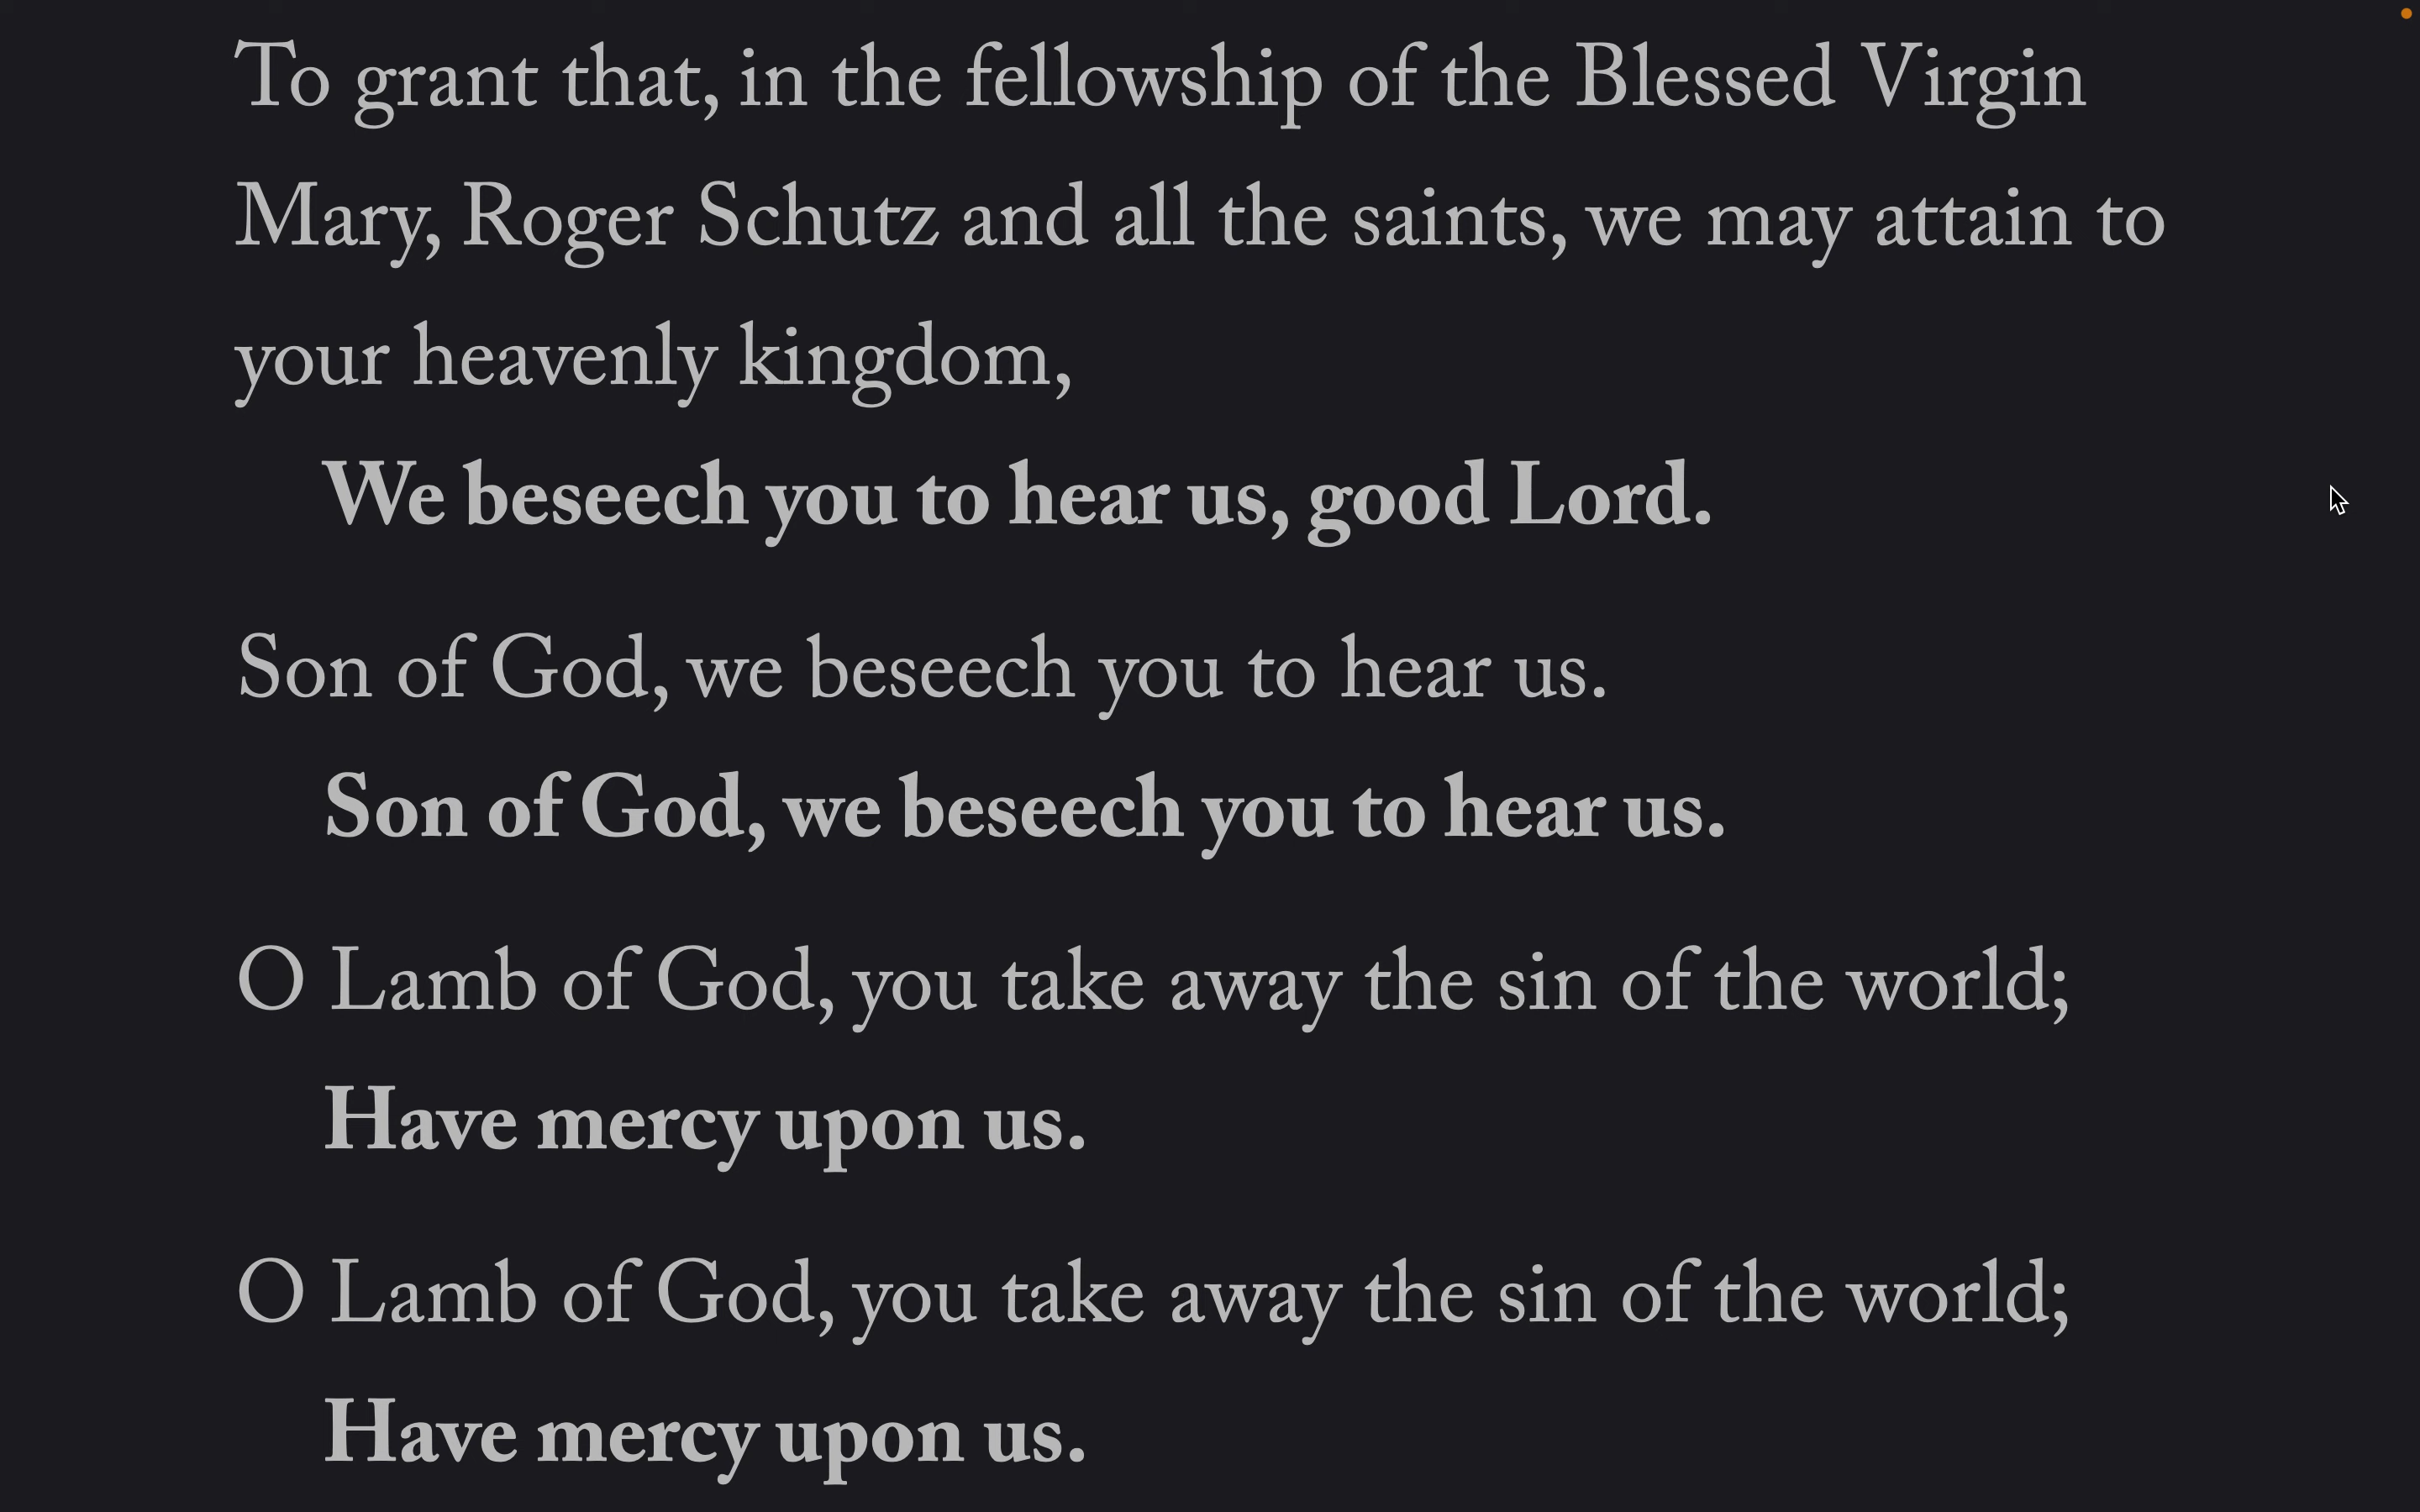 To grant that, in the fellowship of the Blessed Virgin
Mary, Roger Schutz and all the saints, we may attain to
your heavenly kingdom,
We beseech you to hear us, good Lord.
Son of God, we beseech you to hear us.
Son of God, we beseech you to hear us.
O Lamb of God, you take away the sin of the world;
Have mercy upon us.
O Lamb of God, you take away the sin of the world;
Have mercy upon us.